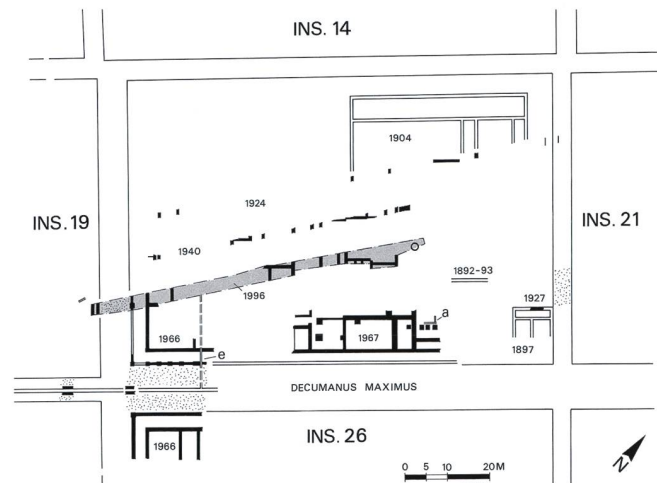 INS. 14
1904
1924
INS. 19
INS. 21
1940
1892-93
1996
1927
a
1966
1967
1897
e
DECUMANUS MAXIMUS
1966
INS. 26
0 5 10 20M
N